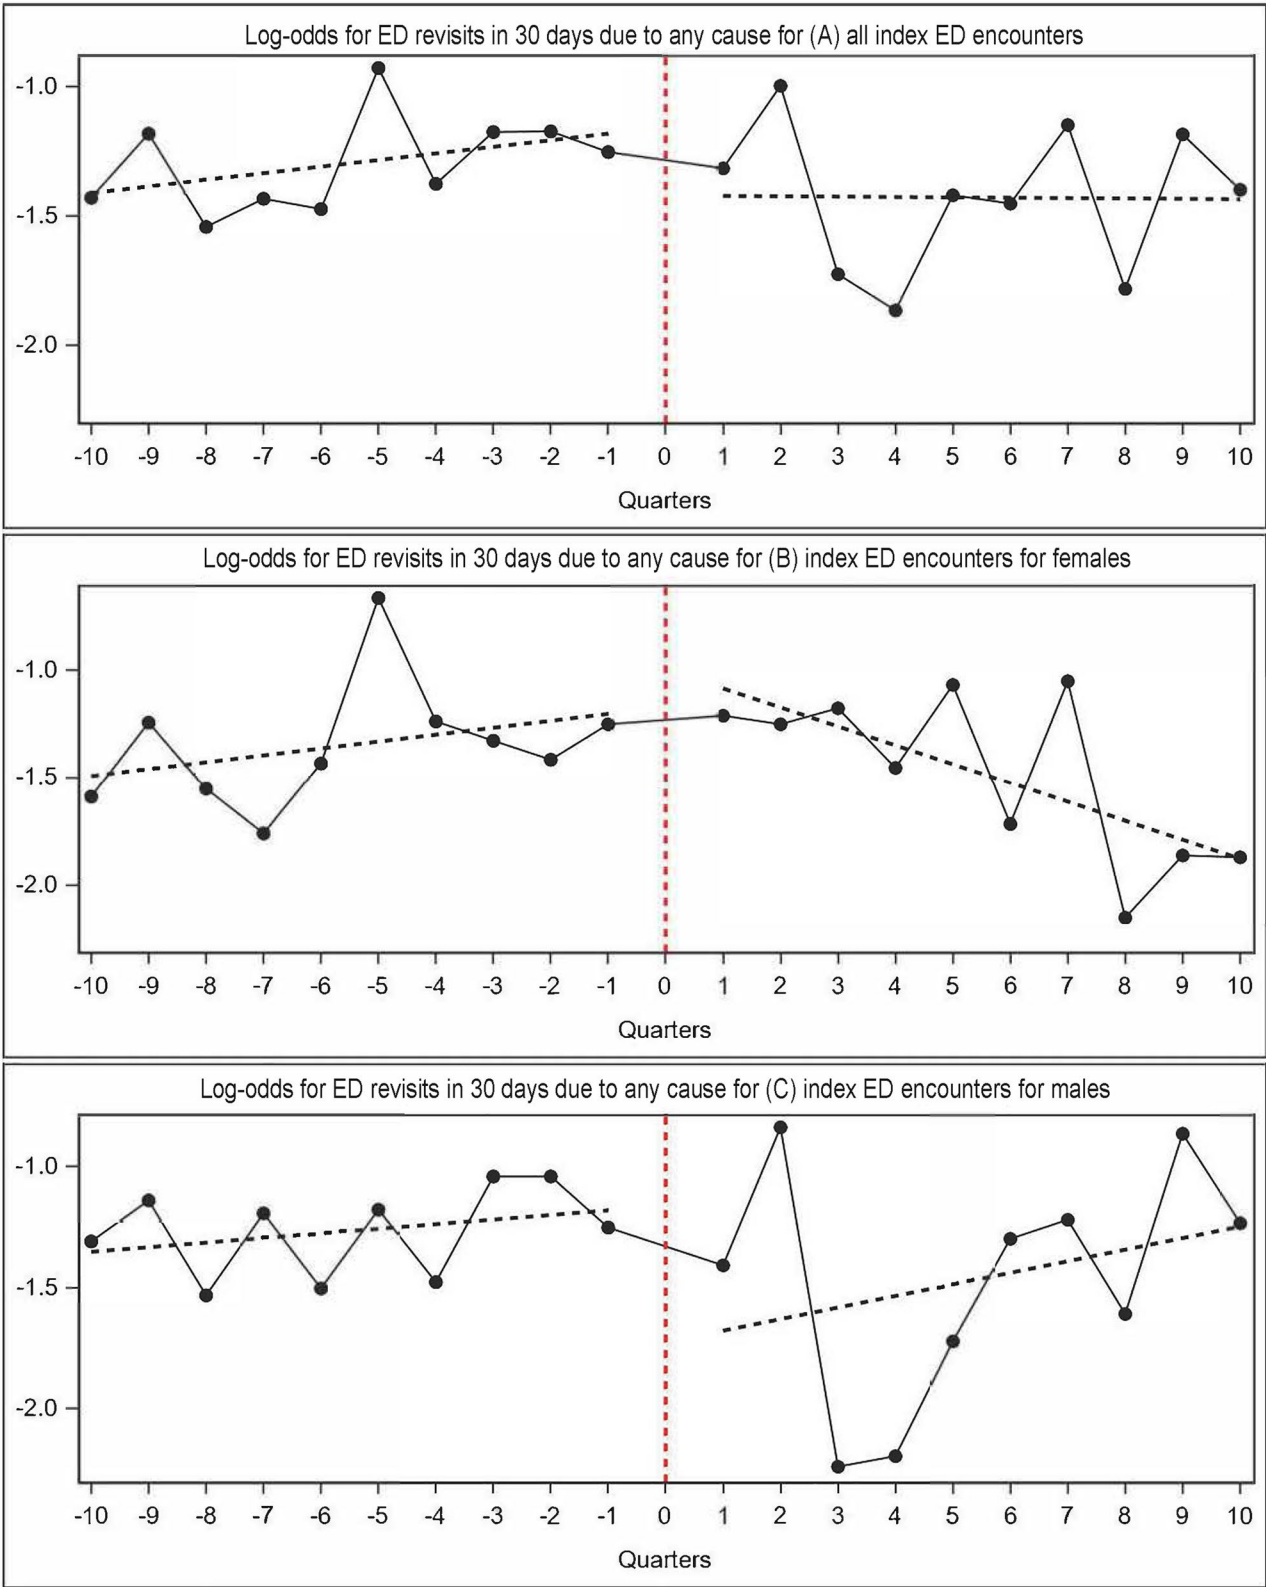 Log-odds for ED revisits in 30 days due to any cause for (A) all index ED encounters
-1.0
-1.5
-2.0
-10 -9 -8 -7 -6 -5 -4 -3 -2 -1 0 1 2 3 4 5 6 7 8 9 10
Quarters
Log-odds for ED revisits in 30 days due to any cause for (B) index ED encounters for females
-1.0
-1.5
-2.0
-10 -9 -8 -7 -6 -5 -4 -3 -2 -1 0 1 2 3 4 5 6 7 8 9 10
Quarters
Log-odds for ED revisits in 30 days due to any cause for (C) index ED encounters for males
-1.0
-1.5
-2.0
-10 -9 -8 -7 -6 -5 -4 -3 -2 -1 0 1 2 3 4 5 6 7 8 9 10
Quarters